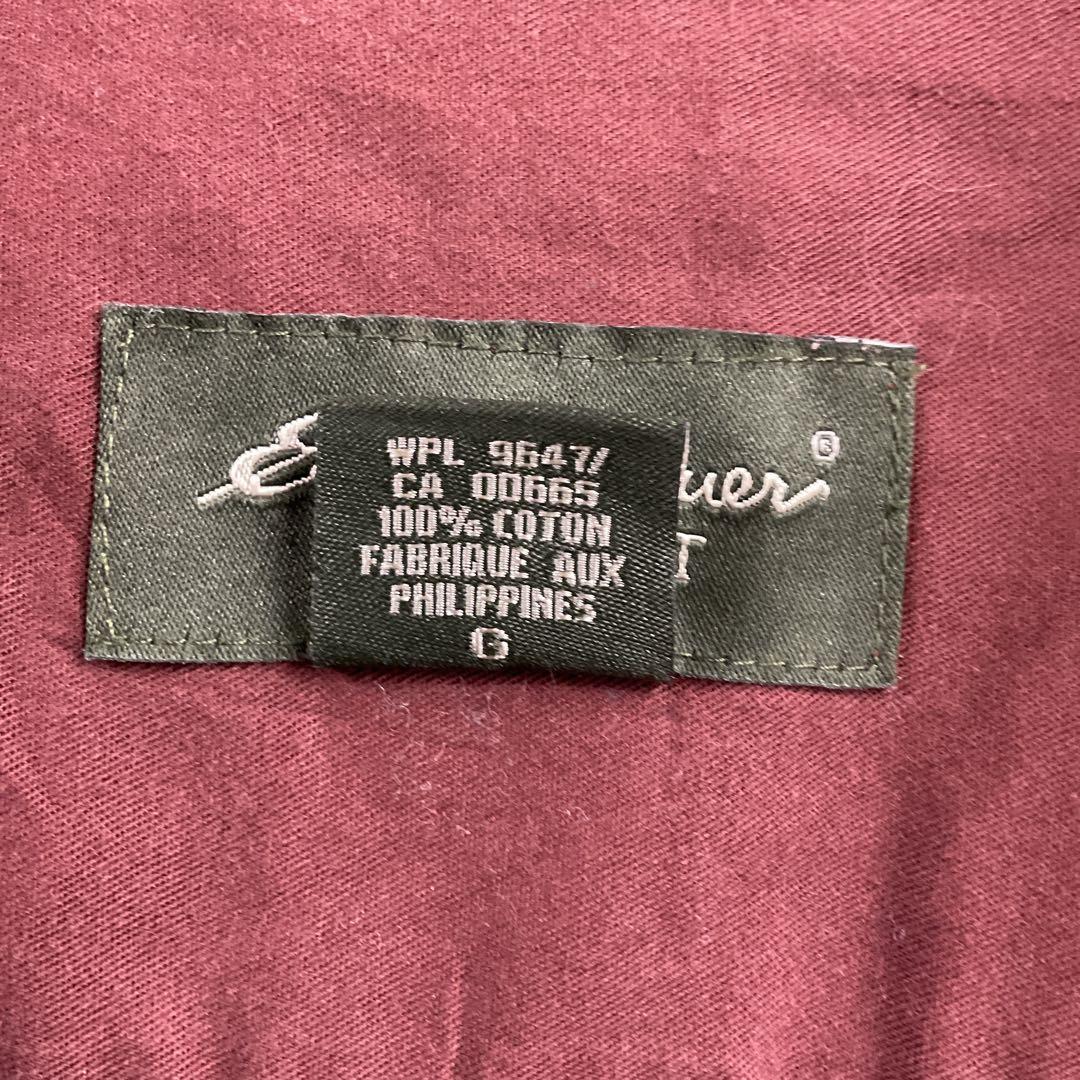 WPL 9647/
CA 00665
100% COTON
FABRIQUE AUX
PHILIPPINES
G